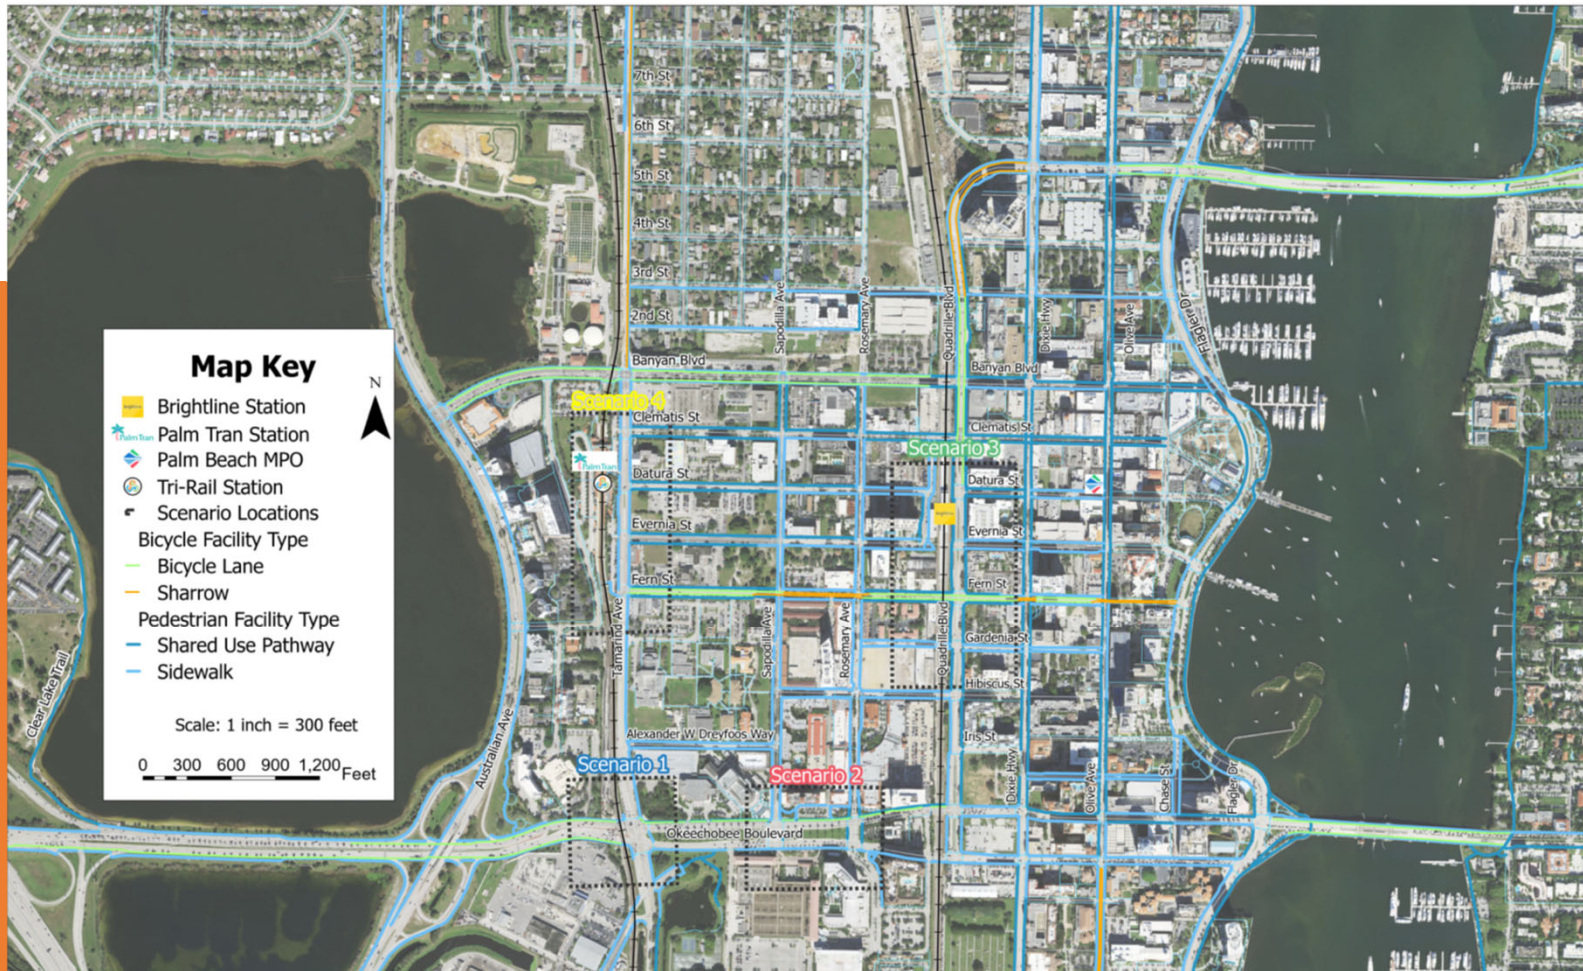 7th St
6th St
5th St
4th St
3rd St
2nd St
Sapodilla Ave
Rosemary Ave
Quadrille Blvd
Dixie Hwy
Olive Ave
Flagler Dr
Banyan Blvd
Banyan Blvd
Map Key
Brightline Station
Palm Tran
Palm Tran Station
Palm Beach MPO
Tri-Rail Station
Scenario Locations
Bicycle Facility Type
Bicycle Lane
Sharrow
Pedestrian Facility Type
Shared Use Pathway
Sidewalk
Scale: 1 inch = 300 feet
0 300 600 900 1,200 Feet
N
Scenario 4
Clematis St
Clematis St
Scenario 3
Palm Tran
Datura St
Datura St
Evernia St
Evernia St
Fern St
Fern St
Tamarind Ave
Sapodilla Ave
Rosemary Ave
Quadrille Blvd
Gardenia St
Hibiscus St
Clear Lake Trail
Australian Ave
Alexander W Dreyfoos Way
Iris St
Scenario 1
Scenario 2
Dixie Hwy
Olive Ave
Chase St
Flagler Dr
Okeechobee Boulevard